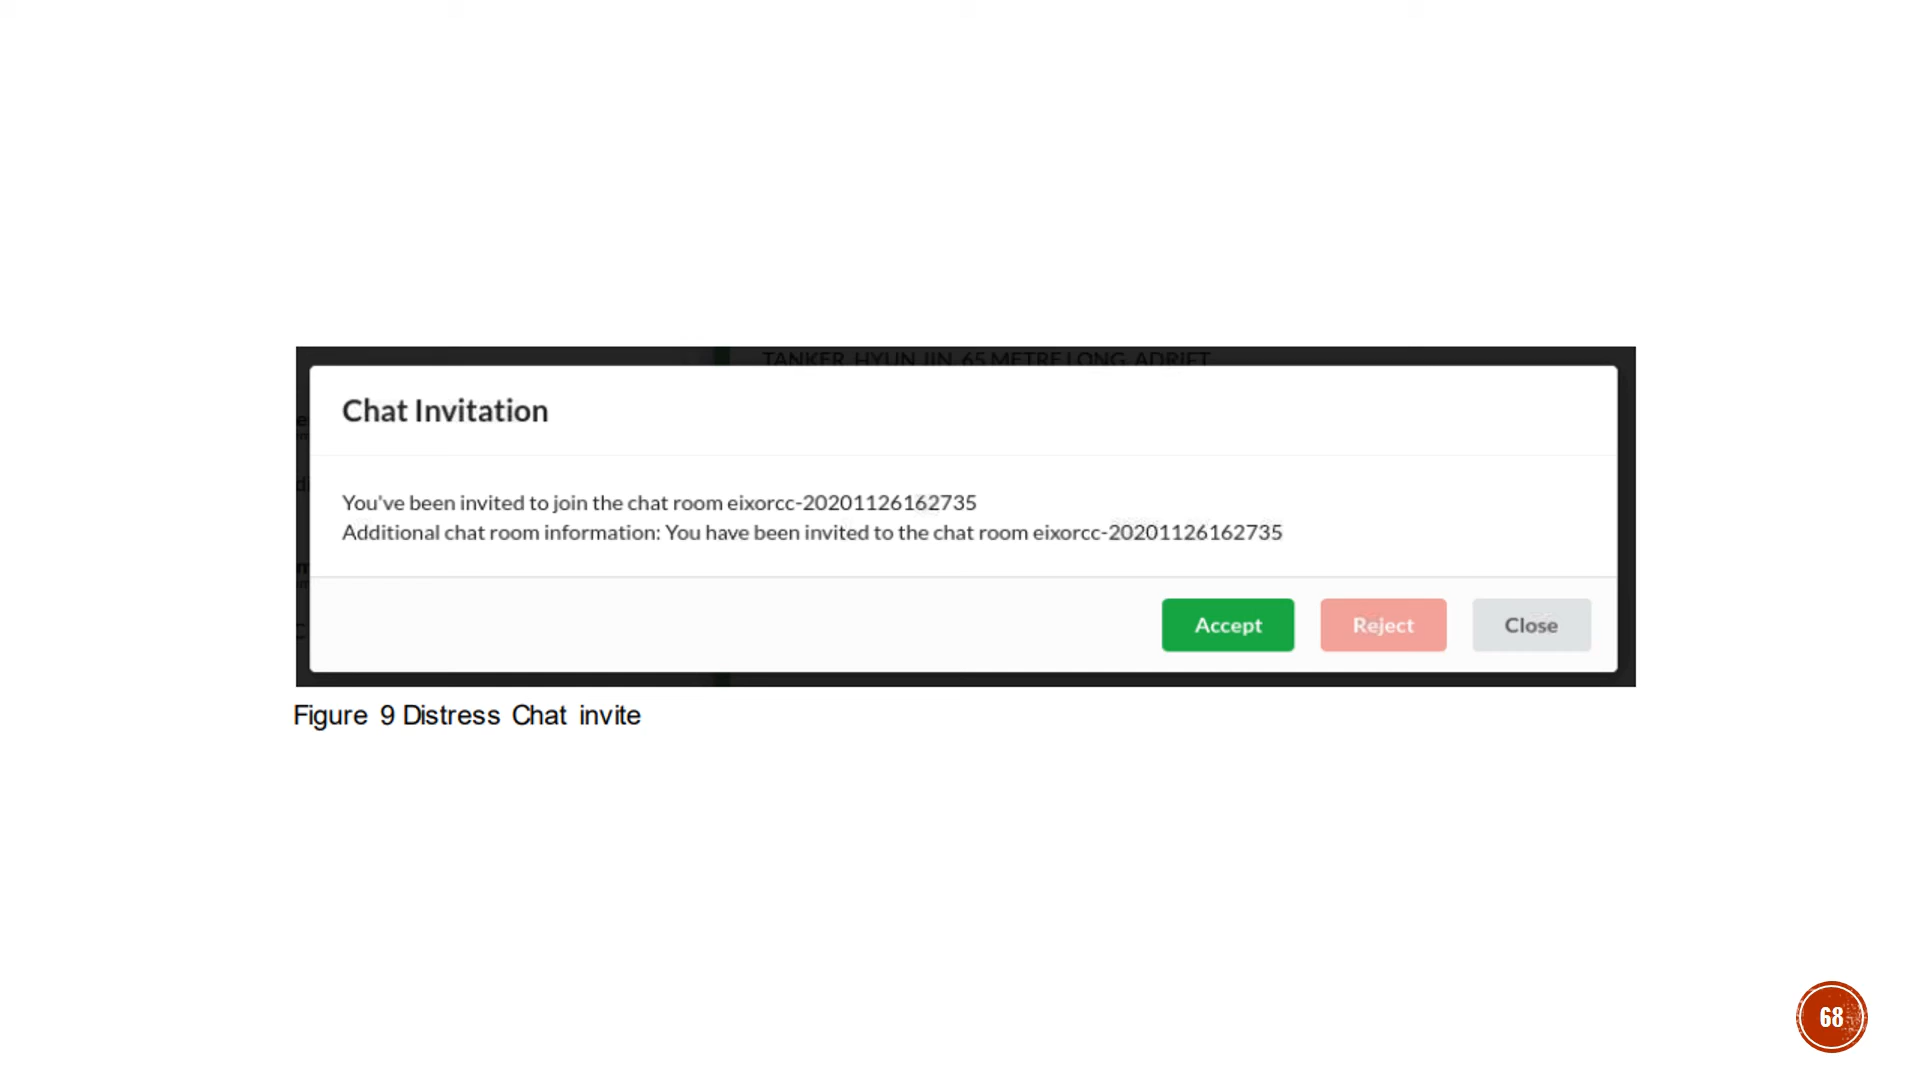 TANKER, HYUN JIN, 65 METRE LONG, ADRIFT
Chat Invitation
You've been invited to join the chat room eixorcc-20201126162735
Additional chat room information: You have been invited to the chat room eixorcc-20201126162735
Accept Reject Close
Figure 9 Distress Chat invite
68